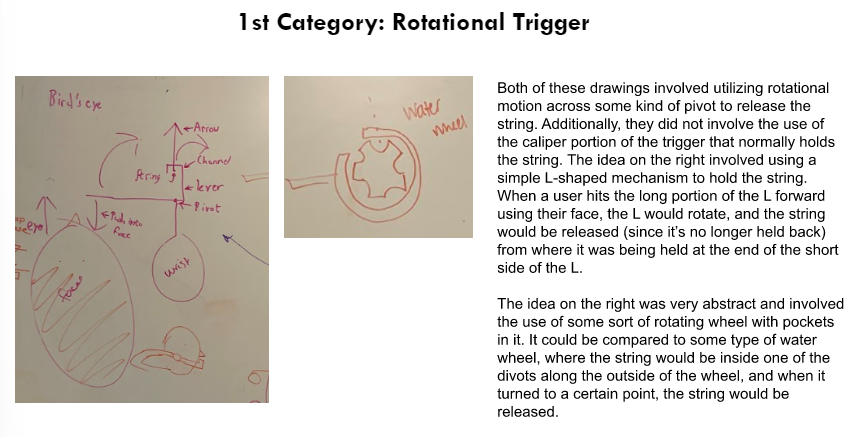 1st Category: Rotational Trigger
Bird's eye
Arrow
Channel
String
lever
Pivot
Push into
face
eye
wrist
face
Water
wheel
Both of these drawings involved utilizing rotational
motion across some kind of pivot to release the
string. Additionally, they did not involve the use of
the caliper portion of the trigger that normally holds
the string. The idea on the right involved using a
simple L-shaped mechanism to hold the string.
When a user hits the long portion of the L forward
using their face, the L would rotate, and the string
would be released (since it's no longer held back)
from where it was being held at the end of the short
side of the L.
The idea on the right was very abstract and involved
the use of some sort of rotating wheel with pockets
in it. It could be compared to some type of water
wheel, where the string would be inside one of the
divots along the outside of the wheel, and when it
turned to a certain point, the string would be
released.